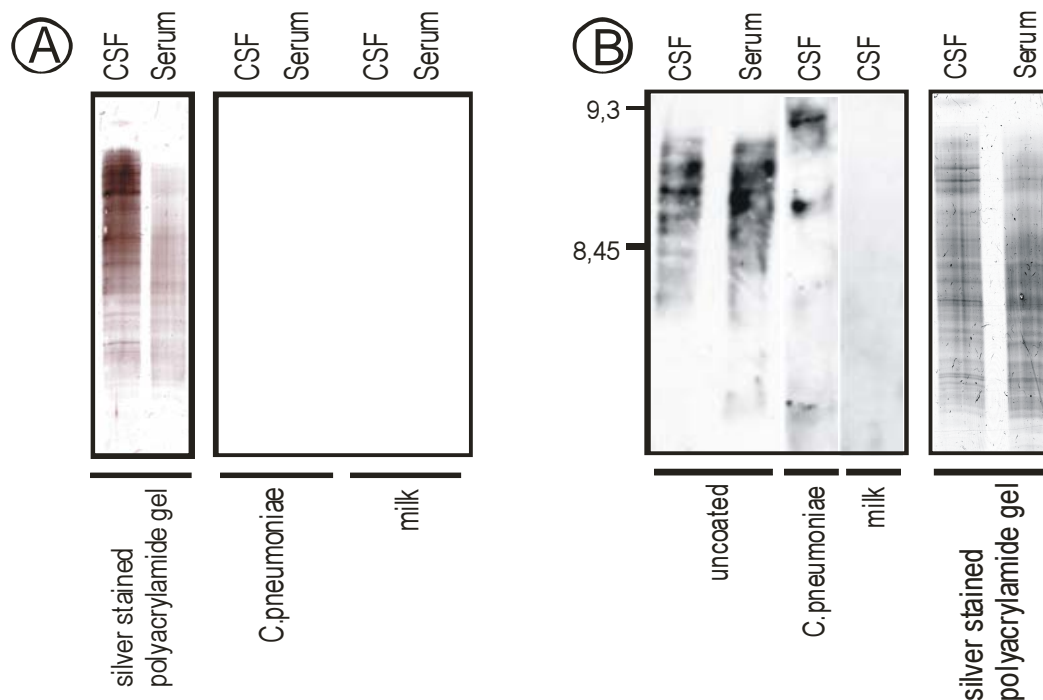 A
CSF
Serum
CSF
Serum
CSF
Serum
silver stained
polyacrylamide gel
C.pneumoniae
milk
B
CSF
Serum
CSF
CSF
CSF
Serum
9,3
8,45
uncoated
C.pneumoniae
milk
silver stained
polyacrylamide gel